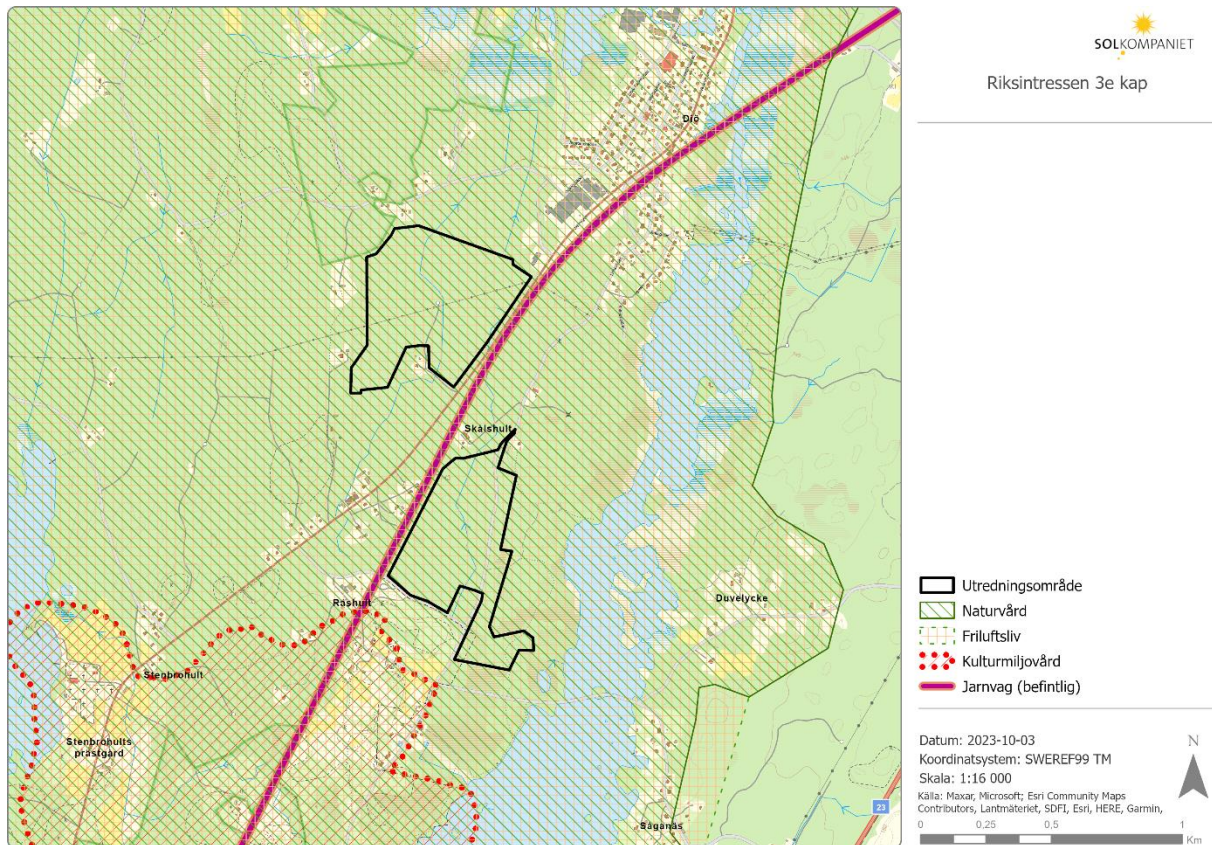 SOLKOMPANIET
Riksintressen 3e kap
Diö
Skälshult
Råshult
Duvelycke
Stenbrohult
Stenbrohults
prästgård
Såganäs
23
Utredningsområde
Naturvård
Friluftsliv
Kulturmiljovård
Jarnvag (befintlig)
Datum: 2023-10-03
Koordinatsystem: SWEREF99 TM
Skala: 1:16 000
Källa: Maxar, Microsoft; Esri Community Maps
Contributors, Lantmäteriet, SDFI, Esri, HERE, Garmin,
N
0 0,25 0,5 1
Km